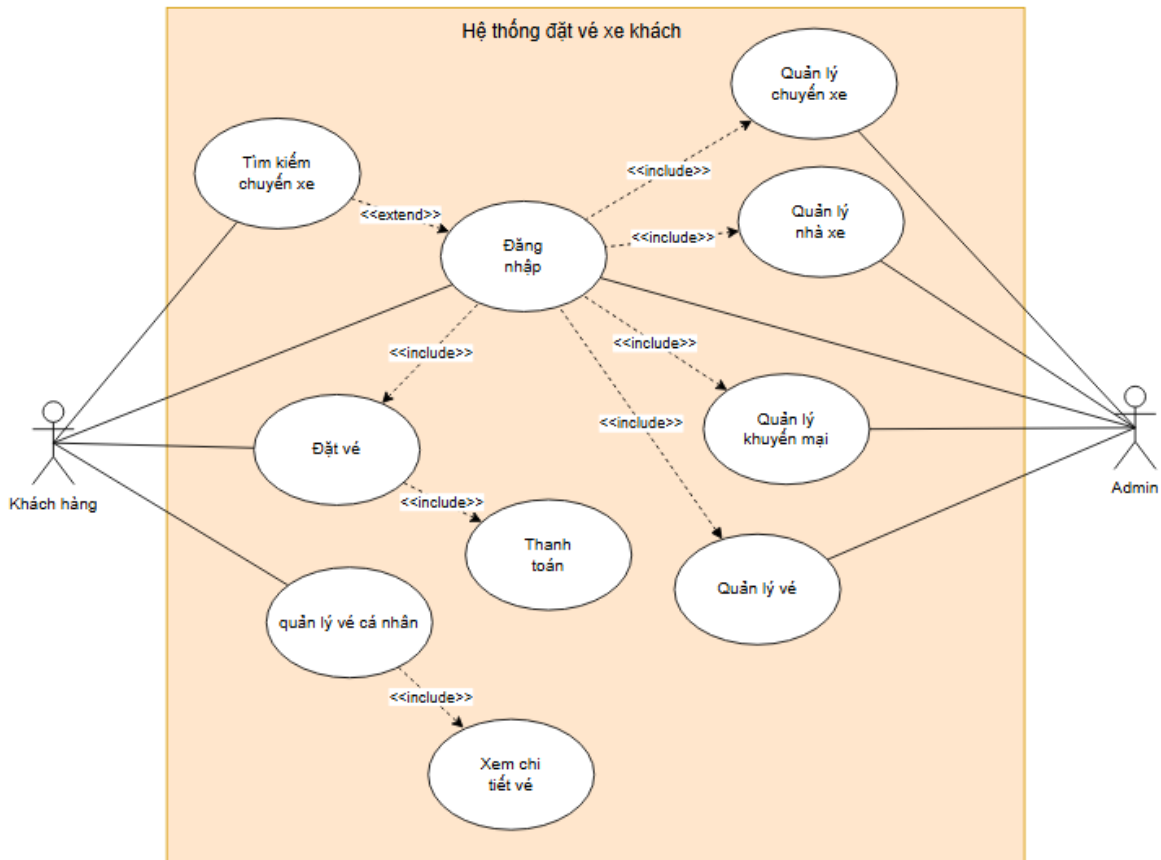 Hệ thống đặt vé xe khách
Quản lý
chuyến xe
Tìm kiếm
chuyến xe
<<include>>
<<extend>>
Quản lý
nhà xe
<<include>>
Đăng
nhập
<<include>>
<<include>>
<<include>>
Quản lý
khuyến mại
Đặt vé
Khách hàng
Admin
<<include>>
Thanh
toán
Quản lý vé
quản lý vé cá nhân
<<include>>
Xem chi
tiết vé